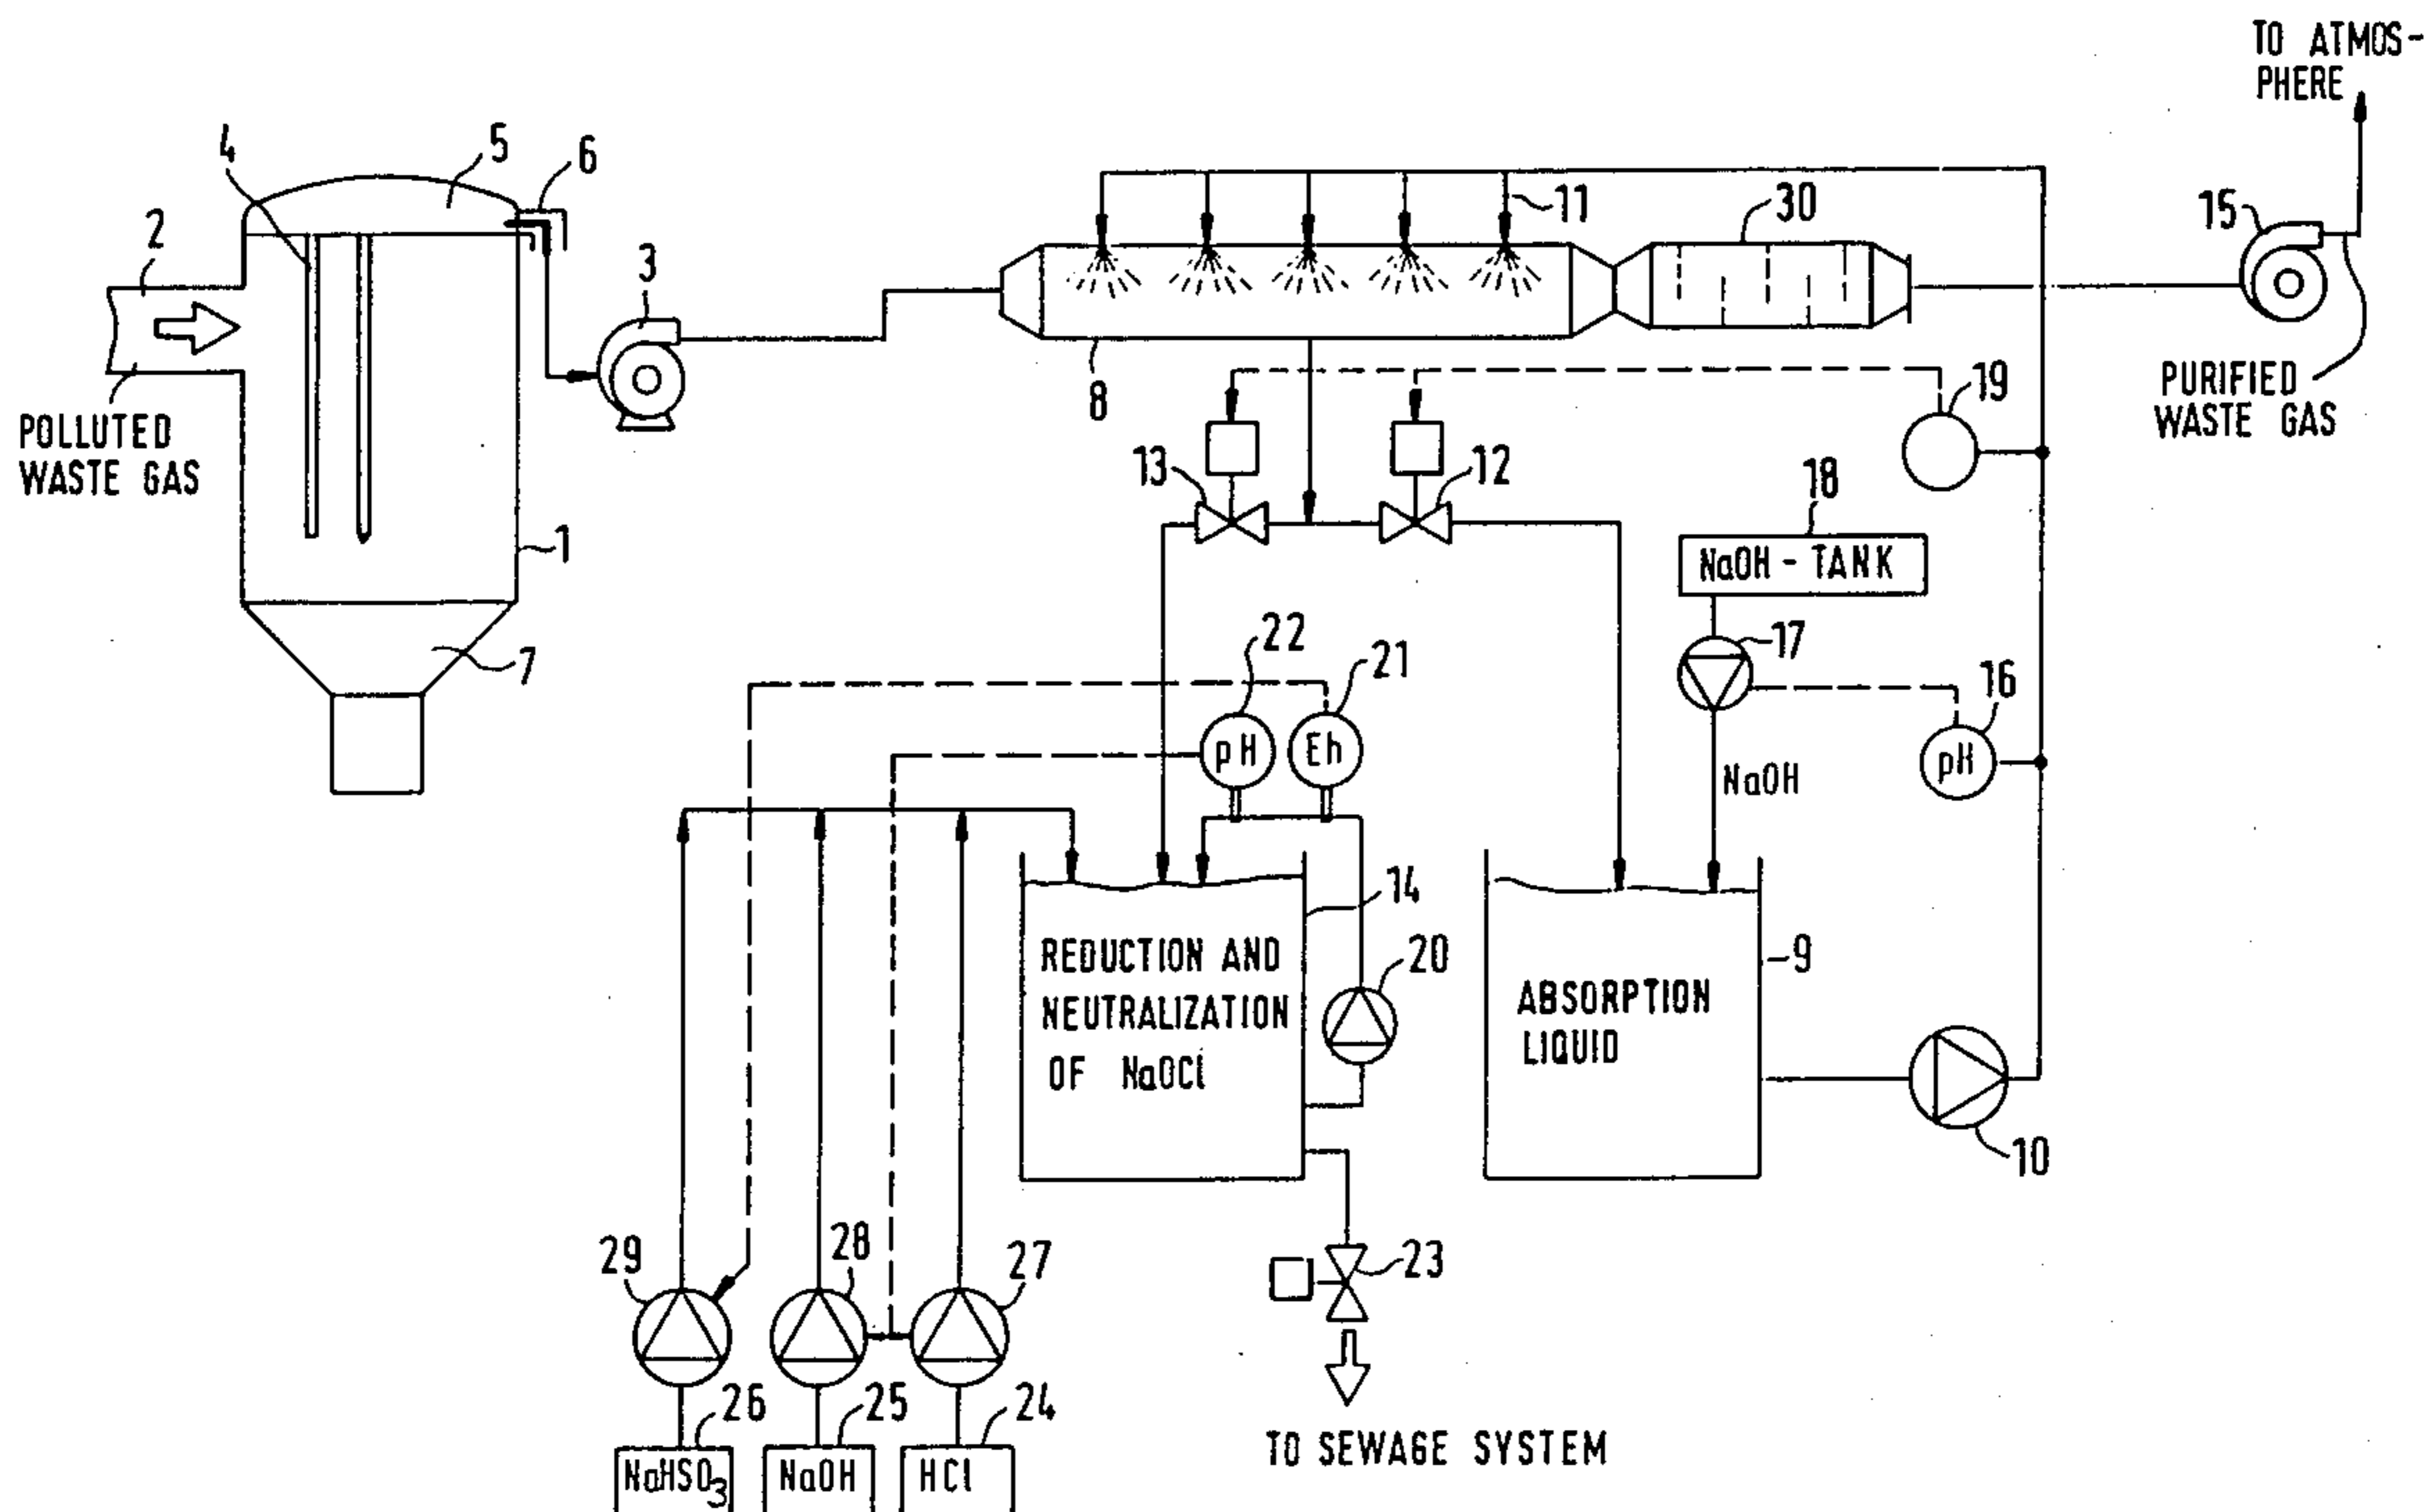 TO ATMOS-
PHERE
4
5
6
2
3
11
30
15
POLLUTED
WASTE GAS
8
PURIFIED
WASTE GAS
19
13
12
18
1
NaOH - TANK
7
22
21
17
16
pH
Eh
pH
NaOH
14
9
20
REDUCTION AND
NEUTRALIZATION
OF NaOCl
ABSORPTION
LIQUID
10
29
28
27
23
26
25
24
NaHSO3
NaOH
HCl
TO SEWAGE SYSTEM